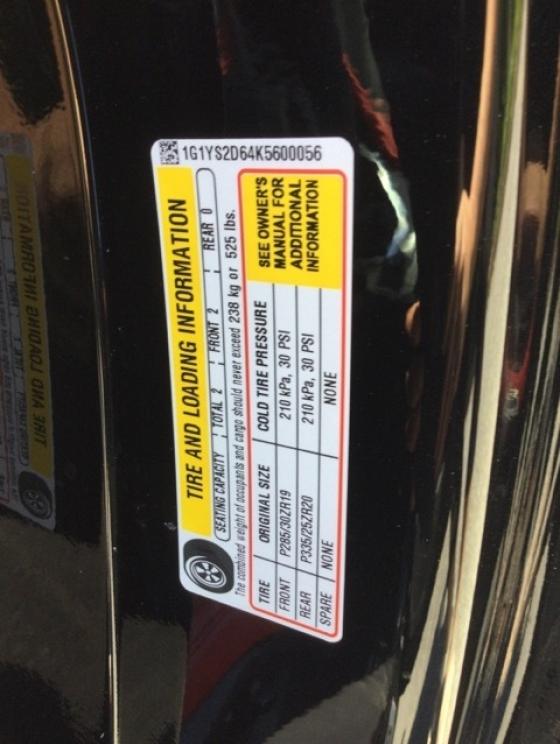 1G1YS2D64K5600056
TIRE AND LOADING INFORMATION
SEATING CAPACITY TOTAL 2 FRONT 2 REAR 0
The combined weight of occupants and cargo should never exceed 238 kg or 525 lbs.
TIRE ORIGINAL SIZE COLD TIRE PRESSURE
FRONT P285/30ZR19 210 kPa, 30 PSI
REAR P335/25ZR20 210 kPa, 30 PSI
SPARE NONE NONE
SEE OWNER'S
MANUAL FOR
ADDITIONAL
INFORMATION